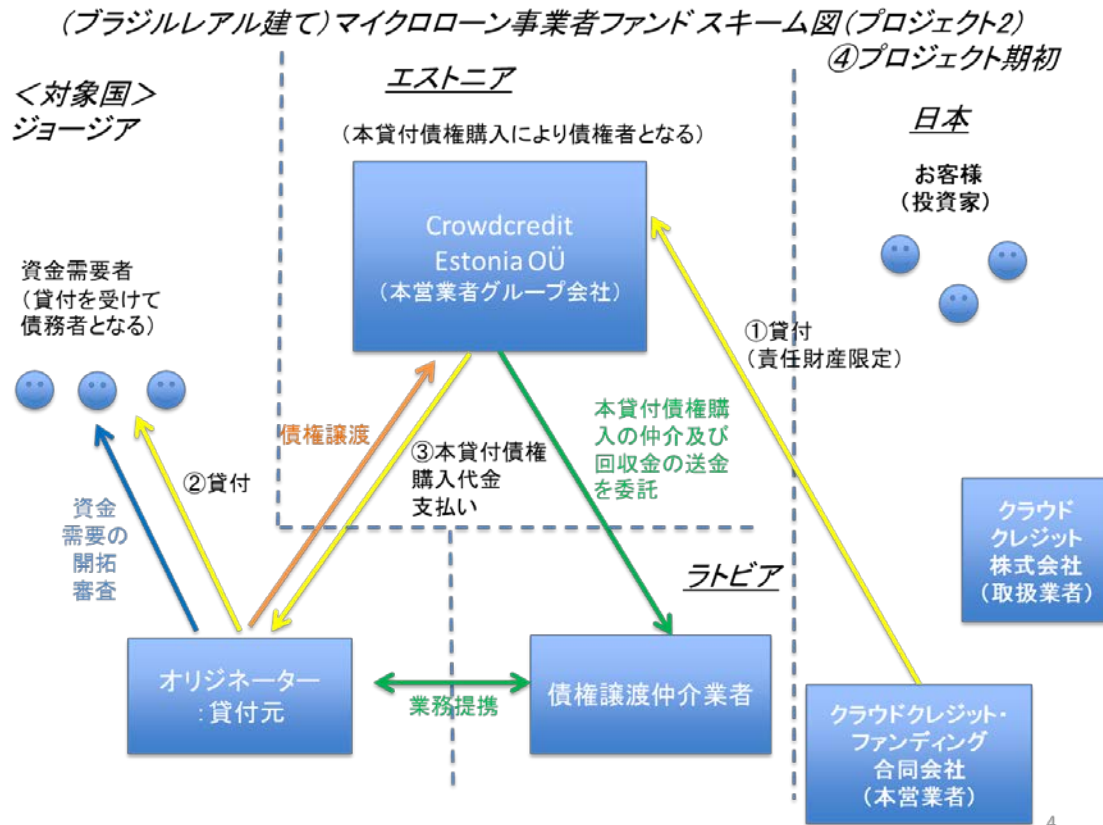 (ブラジルレアル建て)マイクロローン事業者ファンド スキーム図(プロジェクト2)
④プロジェクト期初
<対象国>
ジョージア
エストニア
日本
(本貸付債権購入により債権者となる)
お客様
(投資家)
Crowdcredit
Estonia OÜ
(本営業者グループ会社)
資金需要者
(貸付を受けて
債務者となる)
①貸付
(責任財産限定)
債権譲渡
③本貸付債権
購入代金
支払い
本貸付債権購
入の仲介及び
回収金の送金
を委託
②貸付
資金
需要の
開拓
審査
クラウド
クレジット
株式会社
(取扱業者)
ラトビア
オリジネーター
:貸付元
業務提携
債権譲渡仲介業者
クラウドクレジット・
ファンディング
合同会社
(本営業者)
4